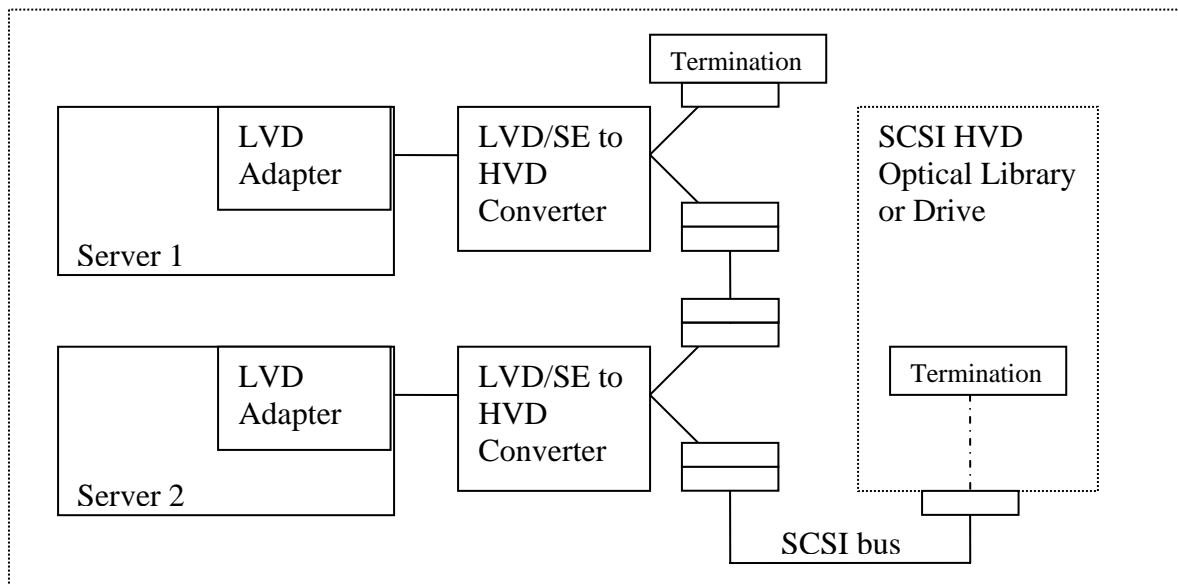 Termination
LVD
Adapter
Server 1
LVD/SE to
HVD
Converter
SCSI HVD
Optical Library
or Drive
Termination
LVD
Adapter
Server 2
LVD/SE to
HVD
Converter
SCSI bus